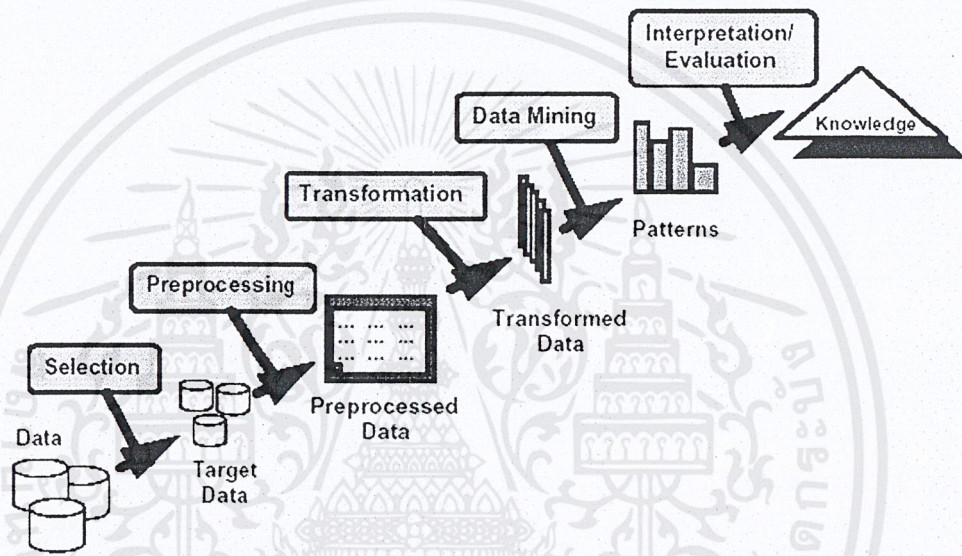 Interpretation/
Evaluation
Knowledge
Data Mining
Patterns
Transformation
Transformed
Data
Preprocessing
Preprocessed
Data
Selection
Target
Data
Data